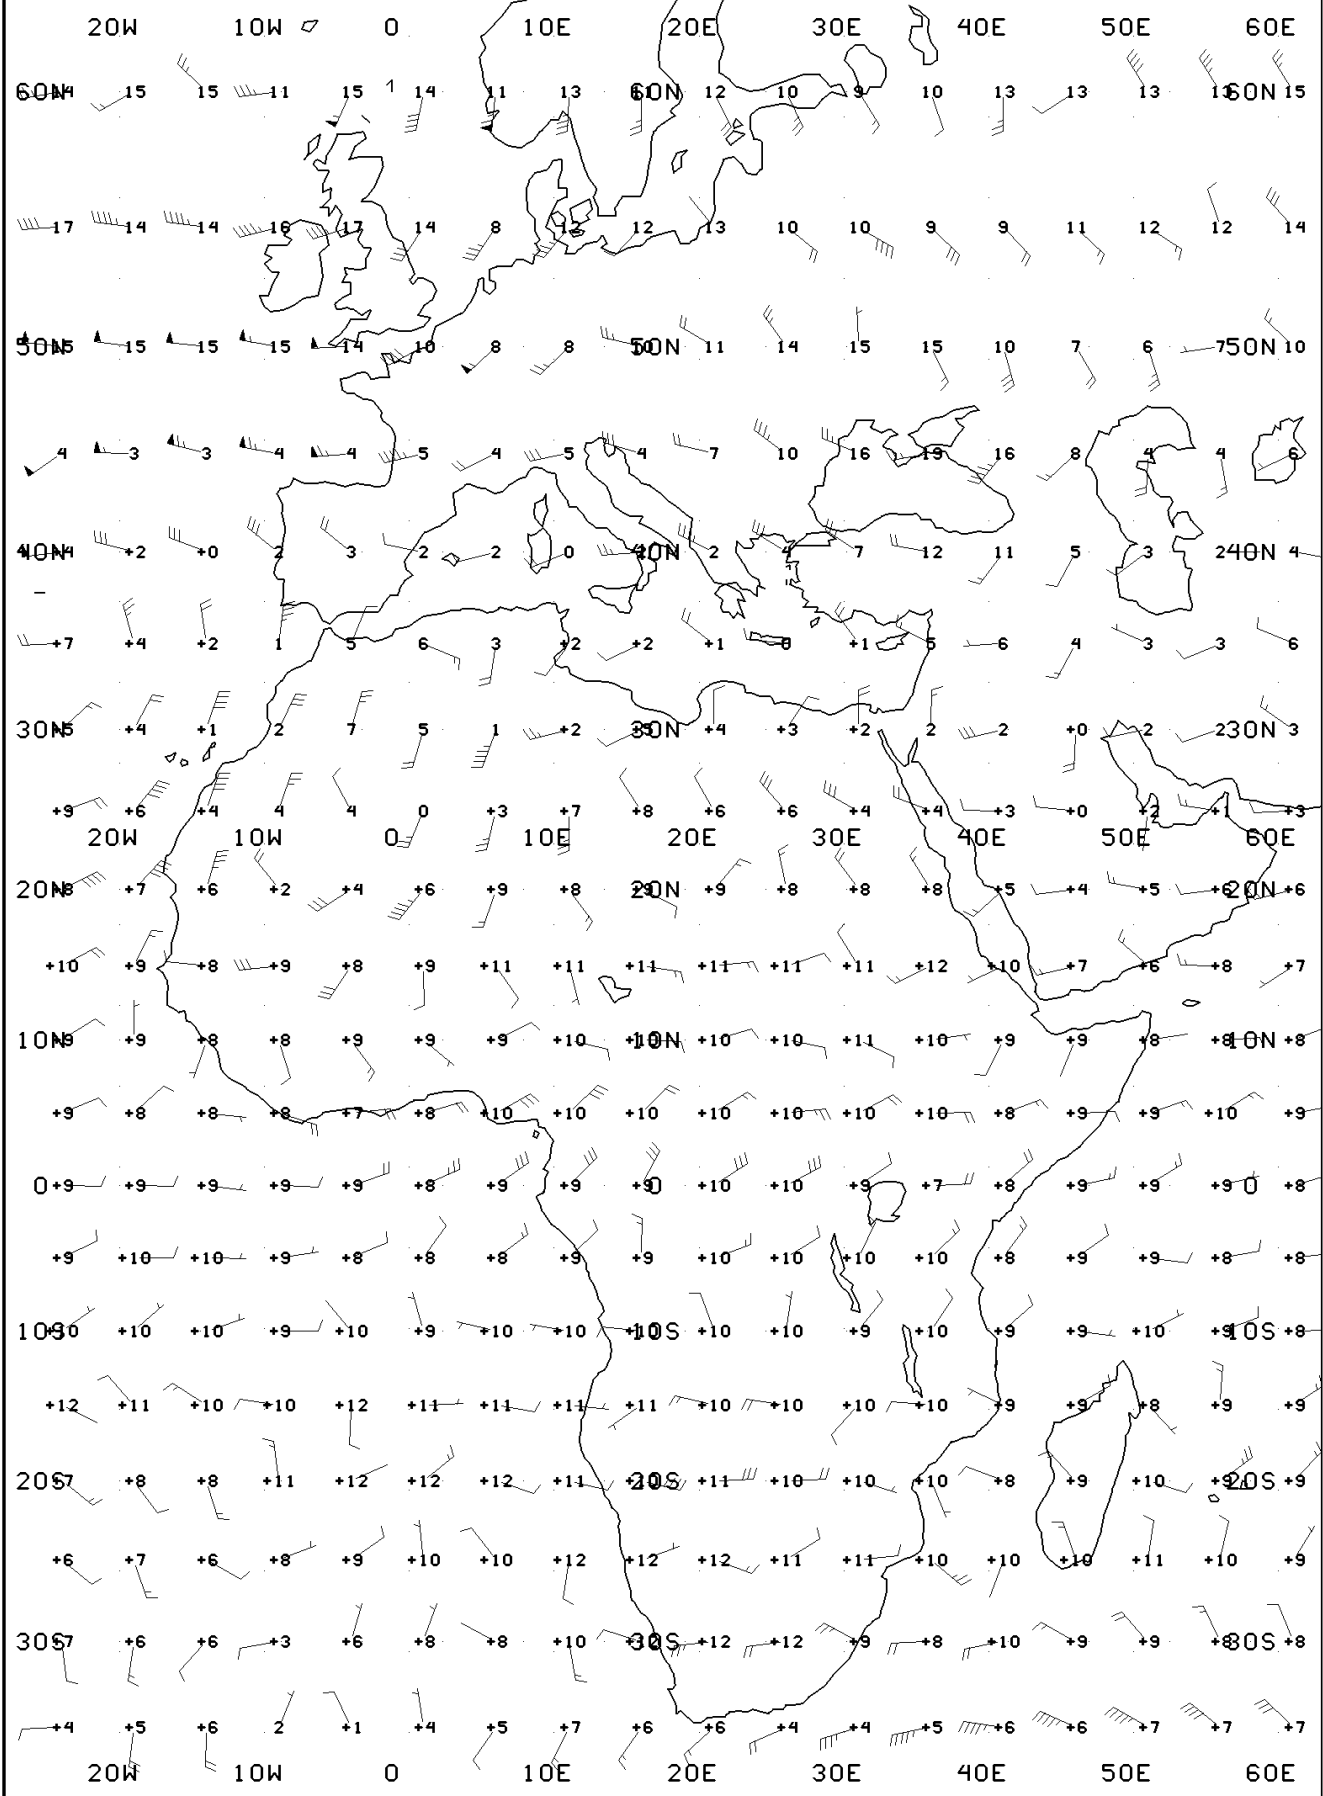 20W 10W 0 10E 20E 30E 40E 50E 60E
60N 15 15 11 15 1 14 11 13 60N 12 10 9 10 13 13 13 13 60N 15
17 14 14 16 17 14 8 12 12 13 10 10 9 9 11 12 12 14
50N 15 15 15 14 10 8 8 50N 11 14 15 15 10 7 6 7 50N 10
4 3 3 4 4 5 4 5 4 7 10 16 19 16 8 4 4 6
40N +2 +0 2 3 2 2 0 40N 2 4 7 12 11 5 3 2 40N 4
+7 +4 +2 1 5 6 3 +2 +2 +1 0 +1 5 6 4 3 3 6
30N +4 +1 2 7 5 1 +2 30N +4 +3 +2 2 2 +0 2 2 30N 3
+9 +6 +4 4 4 0 +3 +7 +8 +6 +6 +4 +4 +3 +0 +2 +1 +3
20W 10W 0 10E 20E 30E 40E 50E 60E
20N +7 +6 +2 +4 +6 +9 +8 20N +9 +8 +8 +8 +5 +4 +5 +6 20N +6
+10 +9 +8 +9 +8 +9 +11 +11 +11 +11 +11 +11 +12 +10 +7 +6 +8 +7
10N +9 +9 +8 +8 +9 +9 +9 +10 10N +10 +10 +11 +10 +9 +9 +8 +8 10N +8
+9 +8 +8 +8 +7 +8 +10 +10 +10 +10 +10 +10 +10 +8 +9 +9 +10 +9
0 +9 +9 +9 +9 +9 +8 +9 +9 +9 0 +10 +10 +9 +7 +8 +9 +9 +9 0 +8
+9 +10 +10 +9 +8 +8 +8 +9 +9 +10 +10 +10 +10 +8 +9 +9 +8 +8
10S +10 +10 +9 +10 +9 +10 +10 10S +10 +10 +9 +10 +9 +9 +10 +9 10S +8
+12 +11 +10 +10 +12 +11 +11 +11 +11 +10 +10 +10 +10 +9 +9 +8 +9 +9
20S +8 +8 +11 +12 +12 +12 +11 20S +11 +10 +10 +10 +8 +9 +10 +9 20S +9
+6 +7 +6 +8 +9 +10 +10 +12 +12 +12 +11 +11 +10 +10 +10 +11 +10 +9
30S +6 +6 +3 +6 +8 +8 +10 30S +12 +12 +9 +8 +10 +9 +9 +8 30S +8
+4 +5 +6 2 +1 +4 +5 +7 +6 +6 +4 +4 +5 +6 +6 +7 +7 +7
20W 10W 0 10E 20E 30E 40E 50E 60E